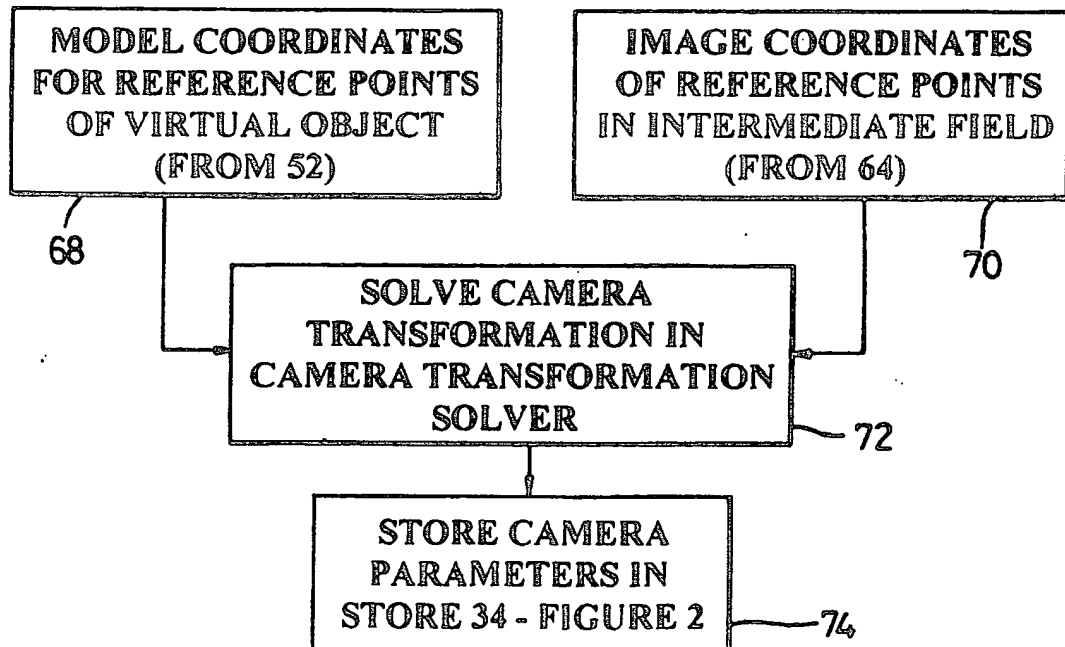 MODEL COORDINATES
FOR REFERENCE POINTS
OF VIRTUAL OBJECT
(FROM 52)
68
IMAGE COORDINATES
OF REFERENCE POINTS
IN INTERMEDIATE FIELD
(FROM 64)
70
SOLVE CAMERA
TRANSFORMATION IN
CAMERA TRANSFORMATION
SOLVER
72
STORE CAMERA
PARAMETERS IN
STORE 34 - FIGURE 2
74